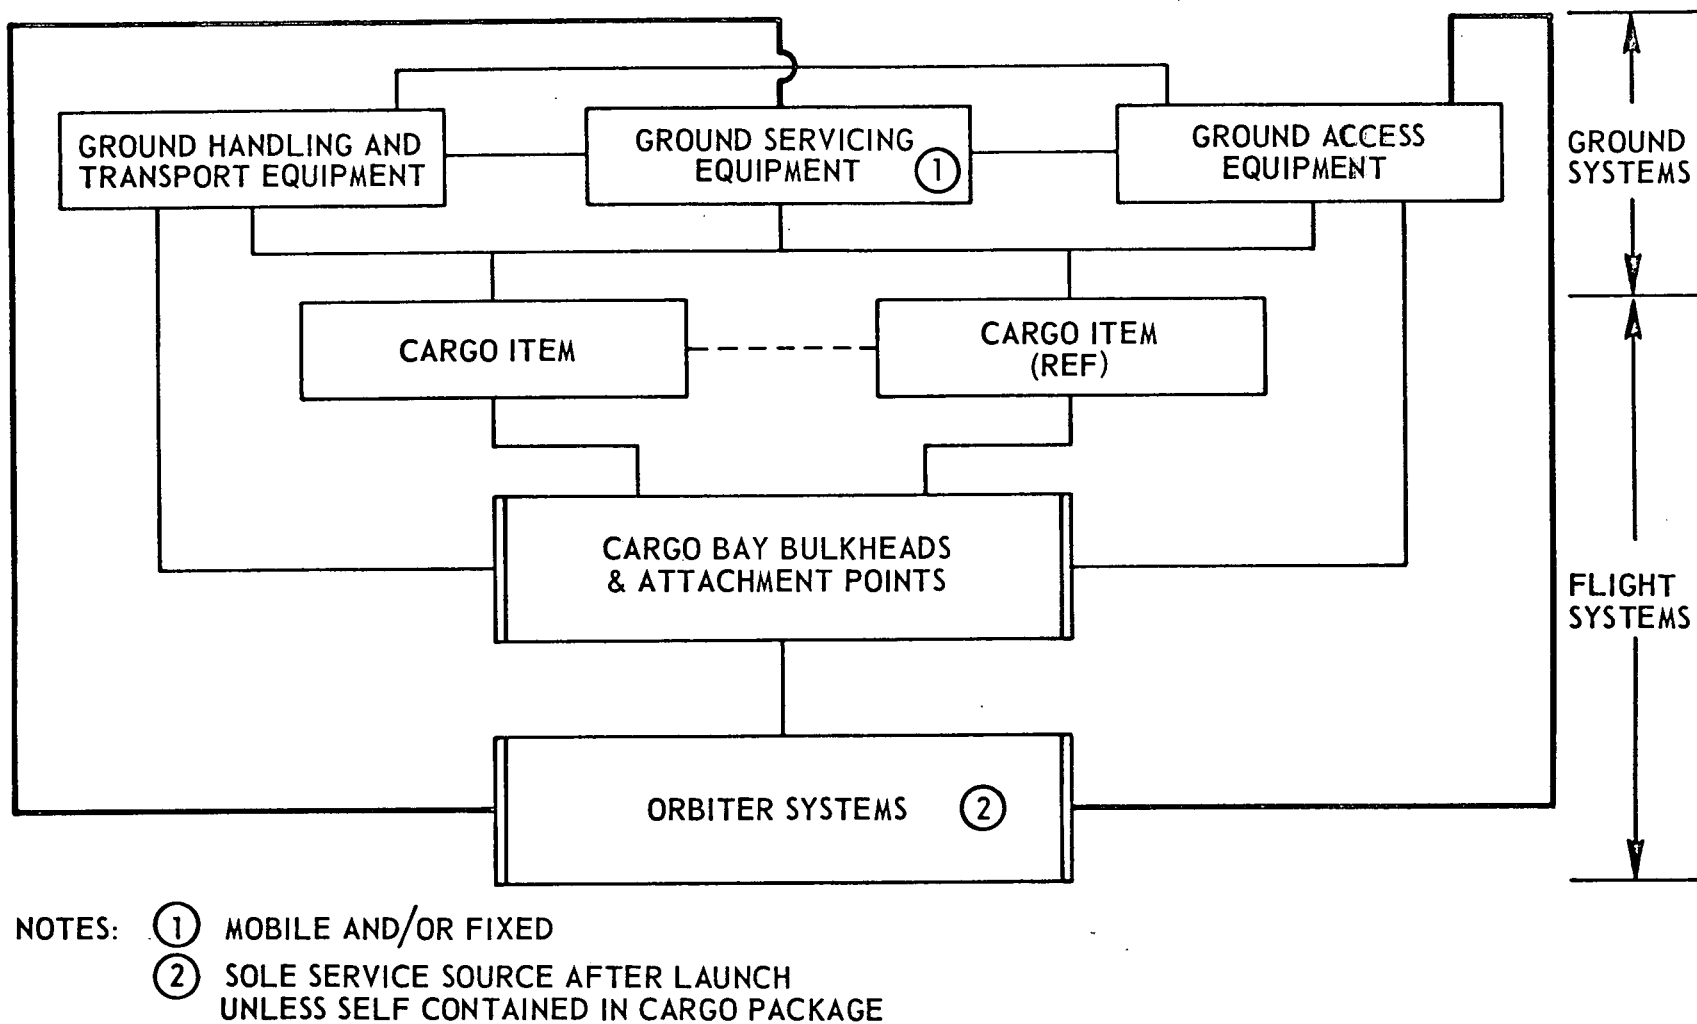 GROUND HANDLING AND
TRANSPORT EQUIPMENT
GROUND SERVICING
EQUIPMENT 1
GROUND ACCESS
EQUIPMENT
GROUND
SYSTEMS
CARGO ITEM
CARGO ITEM
(REF)
CARGO BAY BULKHEADS
& ATTACHMENT POINTS
FLIGHT
SYSTEMS
ORBITER SYSTEMS 2
NOTES: 1 MOBILE AND/OR FIXED
2 SOLE SERVICE SOURCE AFTER LAUNCH
UNLESS SELF CONTAINED IN CARGO PACKAGE